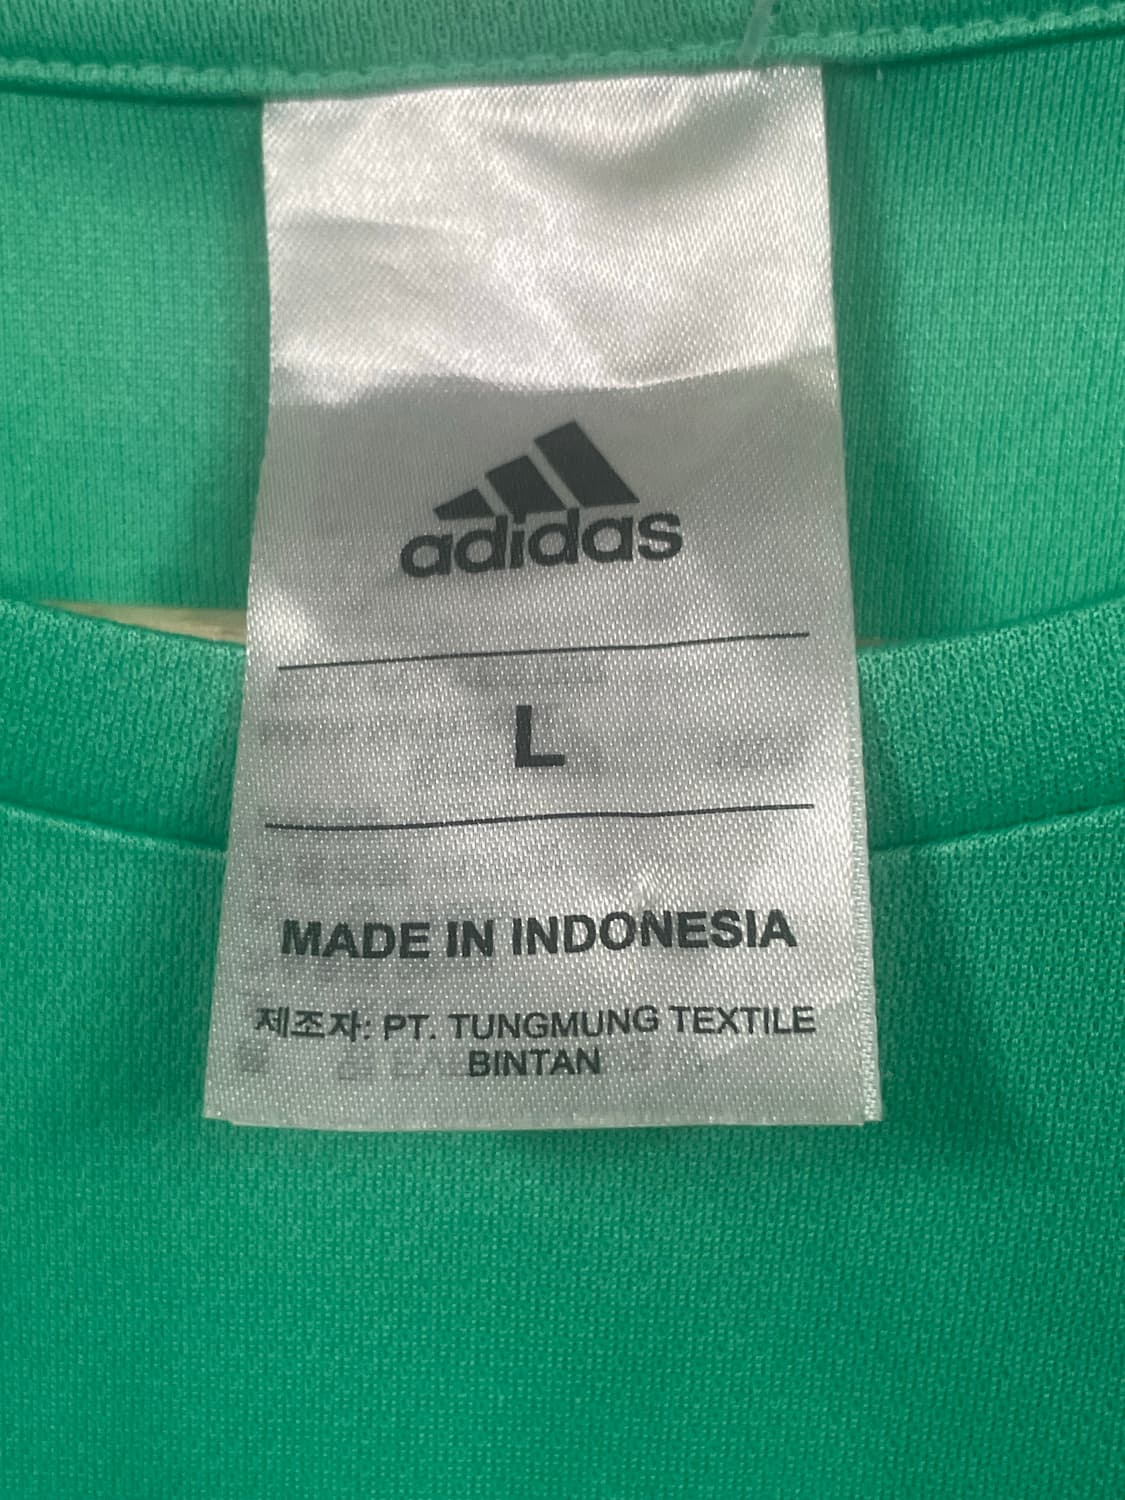 adidas
L
MADE IN INDONESIA
제조자: PT. TUNGMUNG TEXTILE
BINTAN